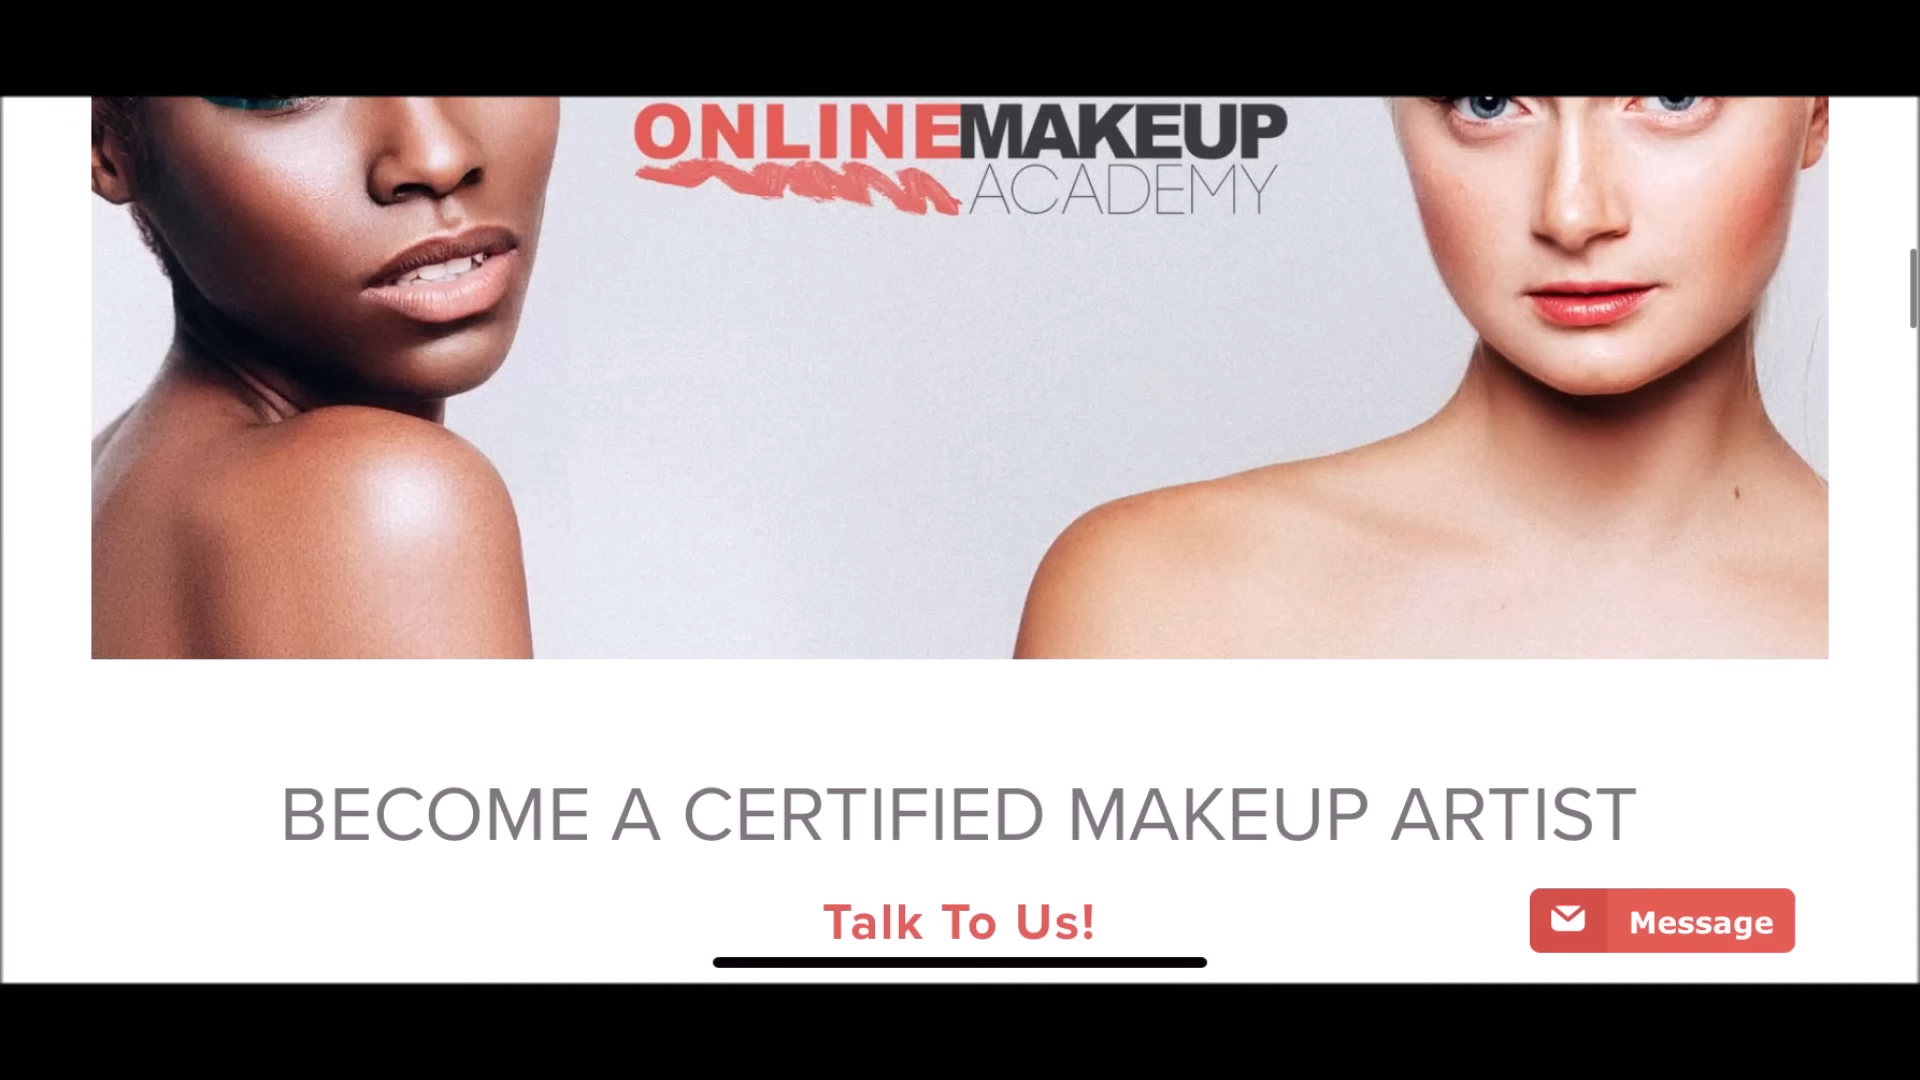 ONLINEMAKEUP
ACADEMY
BECOME A CERTIFIED MAKEUP ARTIST
Talk To Us!
Message